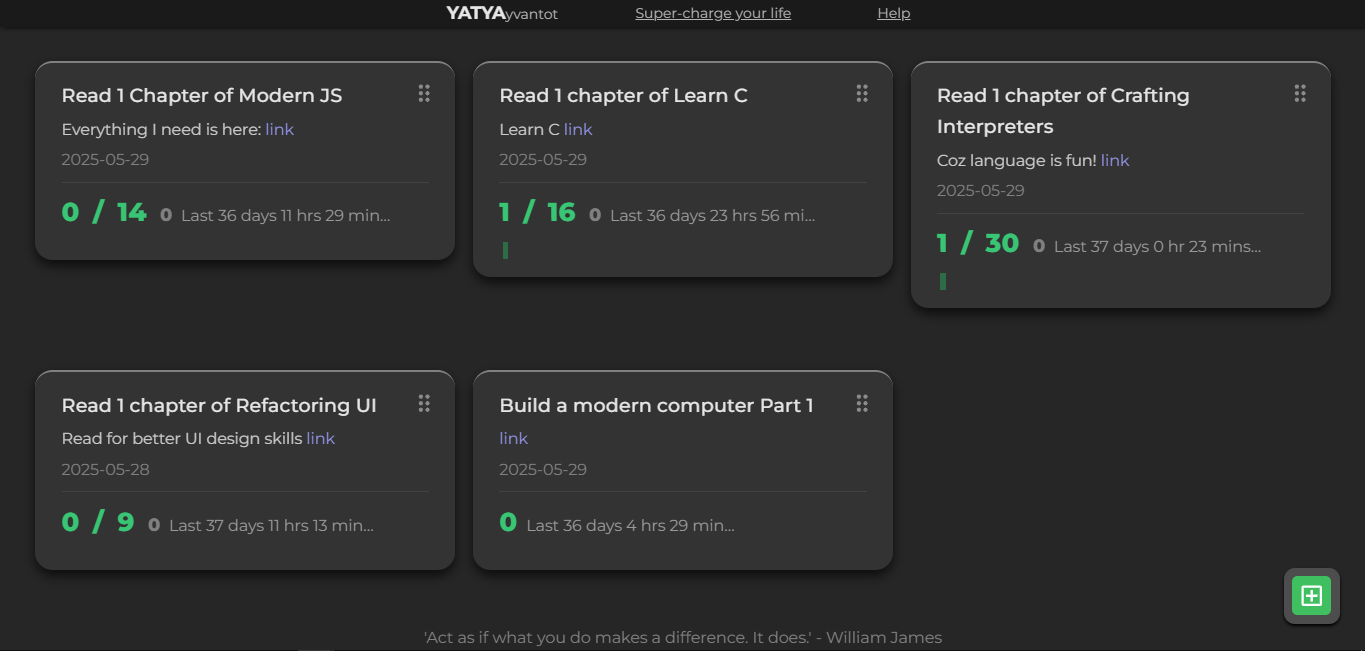 YATYAyvantot Super-charge your life Help
Read 1 Chapter of Modern JS
Everything I need is here: link
2025-05-29
0 / 14 0 Last 36 days 11 hrs 29 min...
Read 1 chapter of Learn C
Learn C link
2025-05-29
1 / 16 0 Last 36 days 23 hrs 56 mi...
Read 1 chapter of Crafting
Interpreters
Coz language is fun! link
2025-05-29
1 / 30 0 Last 37 days 0 hr 23 mins...
Read 1 chapter of Refactoring UI
Read for better UI design skills link
2025-05-28
0 / 9 0 Last 37 days 11 hrs 13 min...
Build a modern computer Part 1
link
2025-05-29
0 Last 36 days 4 hrs 29 min...
'Act as if what you do makes a difference. It does.' - William James